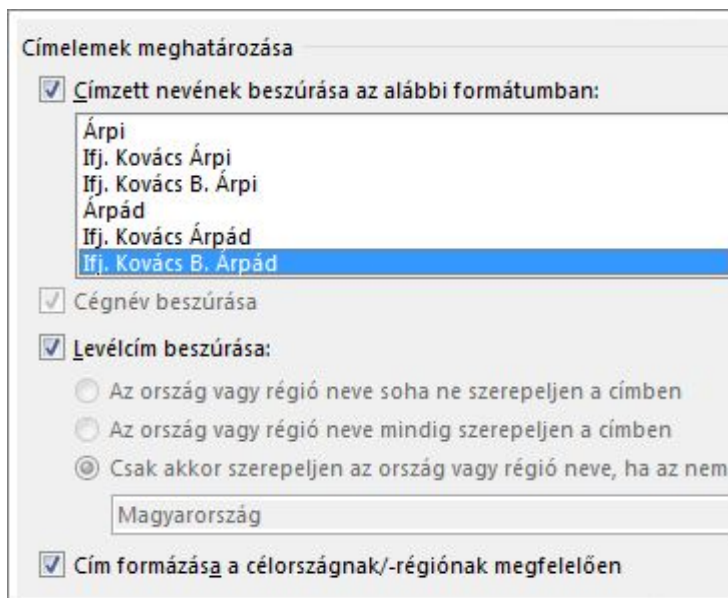 Címelemek meghatározása
Címzett nevének beszúrása az alábbi formátumban:
Árpi
Ifj. Kovács Árpi
Ifj. Kovács B. Árpi
Árpád
Ifj. Kovács Árpád
Ifj. Kovács B. Árpád
Cégnév beszúrása
Levélcím beszúrása:
Az ország vagy régió neve soha ne szerepeljen a címben
Az ország vagy régió neve mindig szerepeljen a címben
Csak akkor szerepeljen az ország vagy régió neve, ha az nem
Magyarország
Cím formázása a célországnak/-régiónak megfelelően